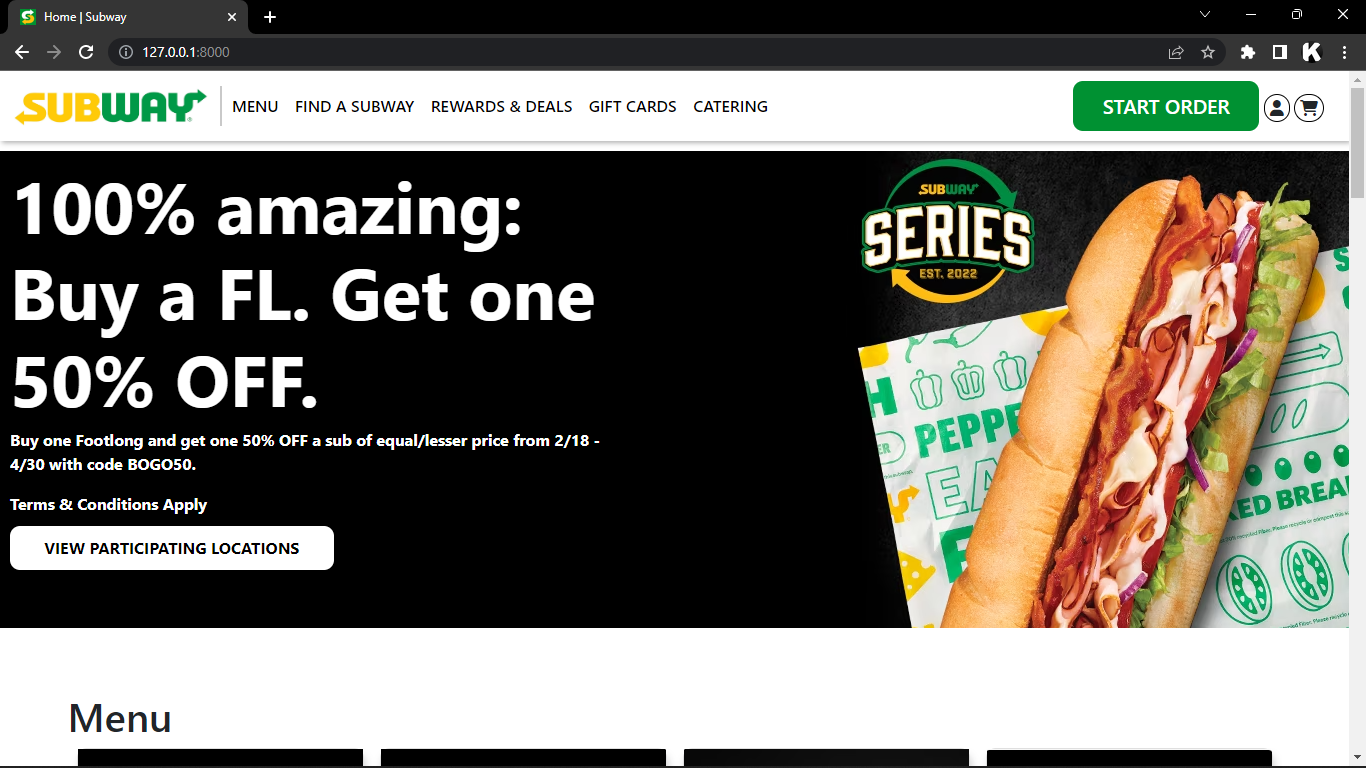 Home | Subway
127.0.0.1:8000
SUBWAY
MENU FIND A SUBWAY REWARDS & DEALS GIFT CARDS CATERING
START ORDER
100% amazing:
Buy a FL. Get one
50% OFF.
Buy one Footlong and get one 50% OFF a sub of equal/lesser price from 2/18 -
4/30 with code BOGO50.
Terms & Conditions Apply
VIEW PARTICIPATING LOCATIONS
SUBWAY
SERIES
EST. 2022
PEPP
EA
KED BREA
Menu